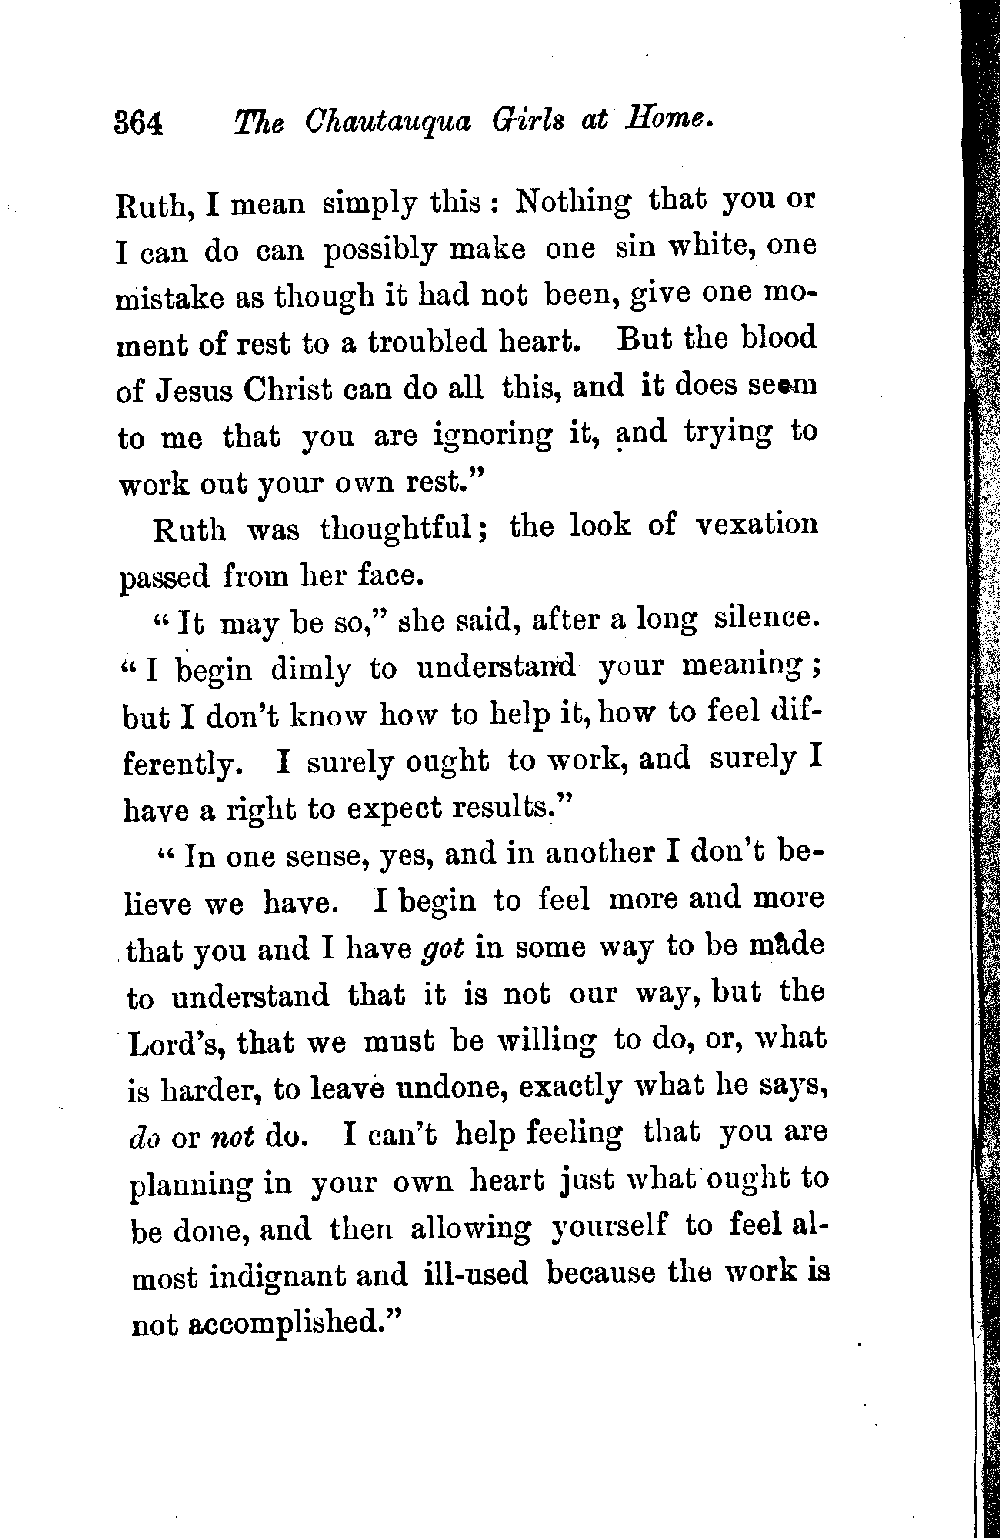 364 The Chautauqua Girls at Home.
Ruth, I mean simply this: Nothing that you or
I can do can possibly make one sin white, one
mistake as though it had not been, give one mo-
ment of rest to a troubled heart. But the blood
of Jesus Christ can do all this, and it does seem
to me that you are ignoring it, and trying to
work out your own rest."
Ruth was thoughtful; the look of vexation
passed from her face.
"It may be so," she said, after a long silence.
"I begin dimly to understand your meaning;
but I don't know how to help it, how to feel dif-
ferently. I surely ought to work, and surely I
have a right to expect results."
"In one sense, yes, and in another I don't be-
lieve we have. I begin to feel more and more
that you and I have got in some way to be made
to understand that it is not our way, but the
Lord's, that we must be willing to do, or, what
is harder, to leave undone, exactly what he says,
do or not do. I can't help feeling that you are
planning in your own heart just what ought to
be done, and then allowing yourself to feel al-
most indignant and ill-used because the work is
not accomplished."